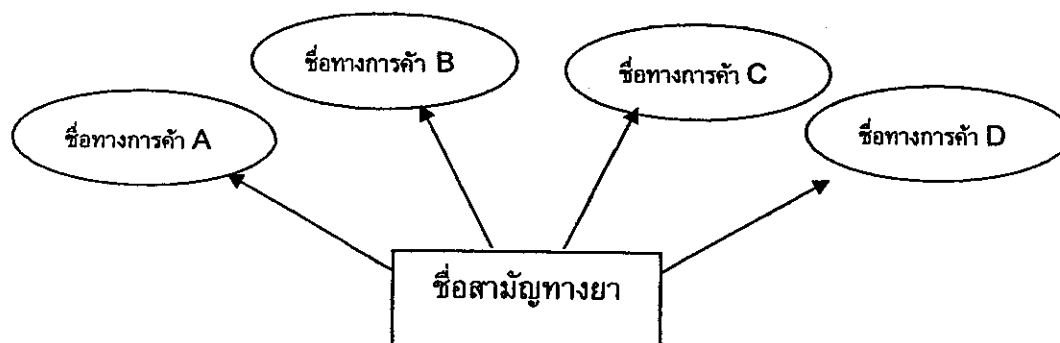 ชื่อทางการค้า B
ชื่อทางการค้า C
ชื่อทางการค้า A
ชื่อทางการค้า D
ชื่อสามัญทางยา